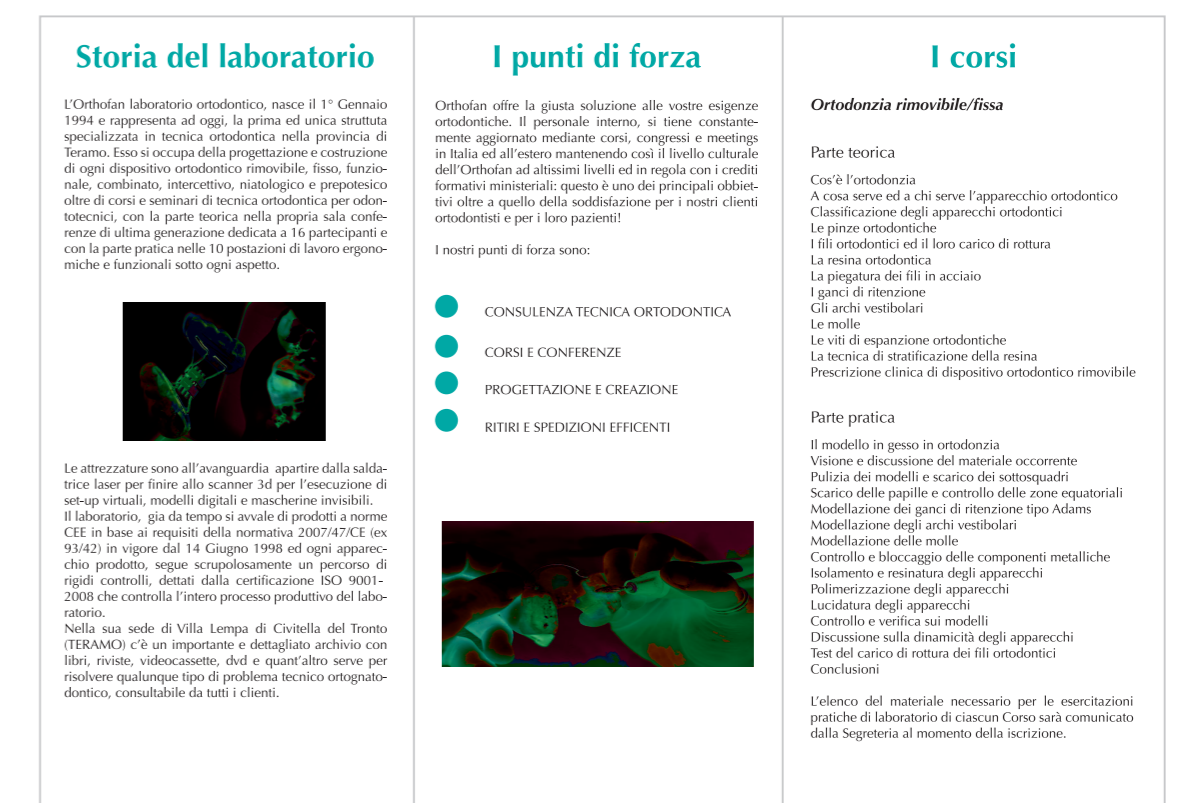 Storia del laboratorio
L'Orthofan laboratorio ortodontico, nasce il 1° Gennaio
1994 e rappresenta ad oggi, la prima ed unica struttuta
specializzata in tecnica ortodontica nella provincia di
Teramo. Esso si occupa della progettazione e costruzione
di ogni dispositivo ortodontico rimovibile, fisso, funzio-
nale, combinato, intercettivo, niatologico e prepotesico
oltre di corsi e seminari di tecnica ortodontica per odon-
totecnici, con la parte teorica nella propria sala confe-
renze di ultima generazione dedicata a 16 partecipanti e
con la parte pratica nelle 10 postazioni di lavoro ergono-
miche e funzionali sotto ogni aspetto.
Le attrezzature sono all'avanguardia apartire dalla salda-
trice laser per finire allo scanner 3d per l'esecuzione di
set-up virtuali, modelli digitali e mascherine invisibili.
Il laboratorio, gia da tempo si avvale di prodotti a norme
CEE in base ai requisiti della normativa 2007/47/CE (ex
93/42) in vigore dal 14 Giugno 1998 ed ogni apparec-
chio prodotto, segue scrupolosamente un percorso di
rigidi controlli, dettati dalla certificazione ISO 9001-
2008 che controlla l'intero processo produttivo del labo-
ratorio.
Nella sua sede di Villa Lempa di Civitella del Tronto
(TERAMO) c'è un importante e dettagliato archivio con
libri, riviste, videocassette, dvd e quant'altro serve per
risolvere qualunque tipo di problema tecnico ortognato-
dontico, consultabile da tutti i clienti.
I punti di forza
Orthofan offre la giusta soluzione alle vostre esigenze
ortodontiche. Il personale interno, si tiene constante-
mente aggiornato mediante corsi, congressi e meetings
in Italia ed all'estero mantenendo così il livello culturale
dell'Orthofan ad altissimi livelli ed in regola con i crediti
formativi ministeriali: questo è uno dei principali obbiet-
tivi oltre a quello della soddisfazione per i nostri clienti
ortodontisti e per i loro pazienti!
I nostri punti di forza sono:
CONSULENZA TECNICA ORTODONTICA
CORSI E CONFERENZE
PROGETTAZIONE E CREAZIONE
RITIRI E SPEDIZIONI EFFICENTI
I corsi
Ortodonzia rimovibile/fissa
Parte teorica
Cos'è l'ortodonzia
A cosa serve ed a chi serve l'apparecchio ortodontico
Classificazione degli apparecchi ortodontici
Le pinze ortodontiche
I fili ortodontici ed il loro carico di rottura
La resina ortodontica
La piegatura dei fili in acciaio
I ganci di ritenzione
Gli archi vestibolari
Le molle
Le viti di espanzione ortodontiche
La tecnica di stratificazione della resina
Prescrizione clinica di dispositivo ortodontico rimovibile
Parte pratica
Il modello in gesso in ortodonzia
Visione e discussione del materiale occorrente
Pulizia dei modelli e scarico dei sottosquadri
Scarico delle papille e controllo delle zone equatoriali
Modellazione dei ganci di ritenzione tipo Adams
Modellazione degli archi vestibolari
Modellazione delle molle
Controllo e bloccaggio delle componenti metalliche
Isolamento e resinatura degli apparecchi
Polimerizzazione degli apparecchi
Lucidatura degli apparecchi
Controllo e verifica sui modelli
Discussione sulla dinamicità degli apparecchi
Test del carico di rottura dei fili ortodontici
Conclusioni
L'elenco del materiale necessario per le esercitazioni
pratiche di laboratorio di ciascun Corso sarà comunicato
dalla Segreteria al momento della iscrizione.